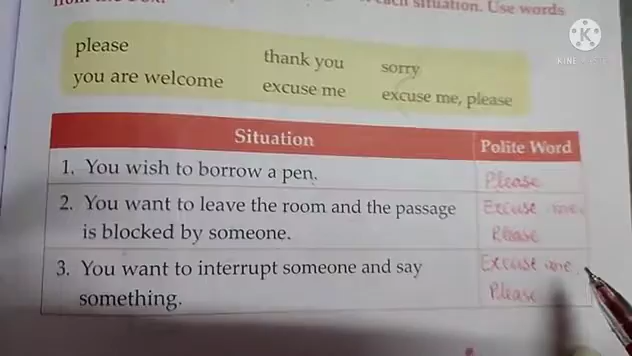 each situation. Use words
please
thank you
sorry
you are welcome
excuse me
excuse me, please
Situation
Polite Word
1. You wish to borrow a pen.
Please
2. You want to leave the room and the passage
is blocked by someone.
Excuse me,
Please
3. You want to interrupt someone and say
something.
Excuse me,
Please